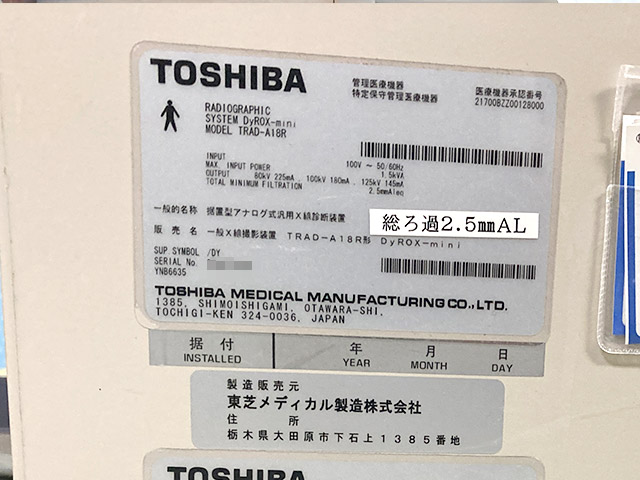 TOSHIBA
管理医療機器
特定保守管理医療機器
医療機器承認番号
21700BZZ00128000
RADIOGRAPHIC
SYSTEM DyROX-mini
MODEL TRAD-A18R
INPUT 100V ~ 50/60Hz
MAX. INPUT POWER 1.5kVA
OUTPUT 80kV 225mA , 100kV 180mA , 125kV 145mA
TOTAL MINIMUM FILTRATION 2.5mmAleq
一般的名称 据置型アナログ式汎用X線診断装置
総ろ過2.5mmAL
販売名 一般X線撮影装置 TRAD-A18R形 DyROX-mini
SUP. SYMBOL /DY
SERIAL No.
YNB6635
TOSHIBA MEDICAL MANUFACTURING CO., LTD.
1385, SHIMOISHIGAMI, OTAWARA-SHI,
TOCHIGI-KEN 324-0036, JAPAN
据付 年 月 日
INSTALLED YEAR MONTH DAY
製造販売元
東芝メディカル製造株式会社
住所
栃木県大田原市下石上1385番地
TOSHIBA